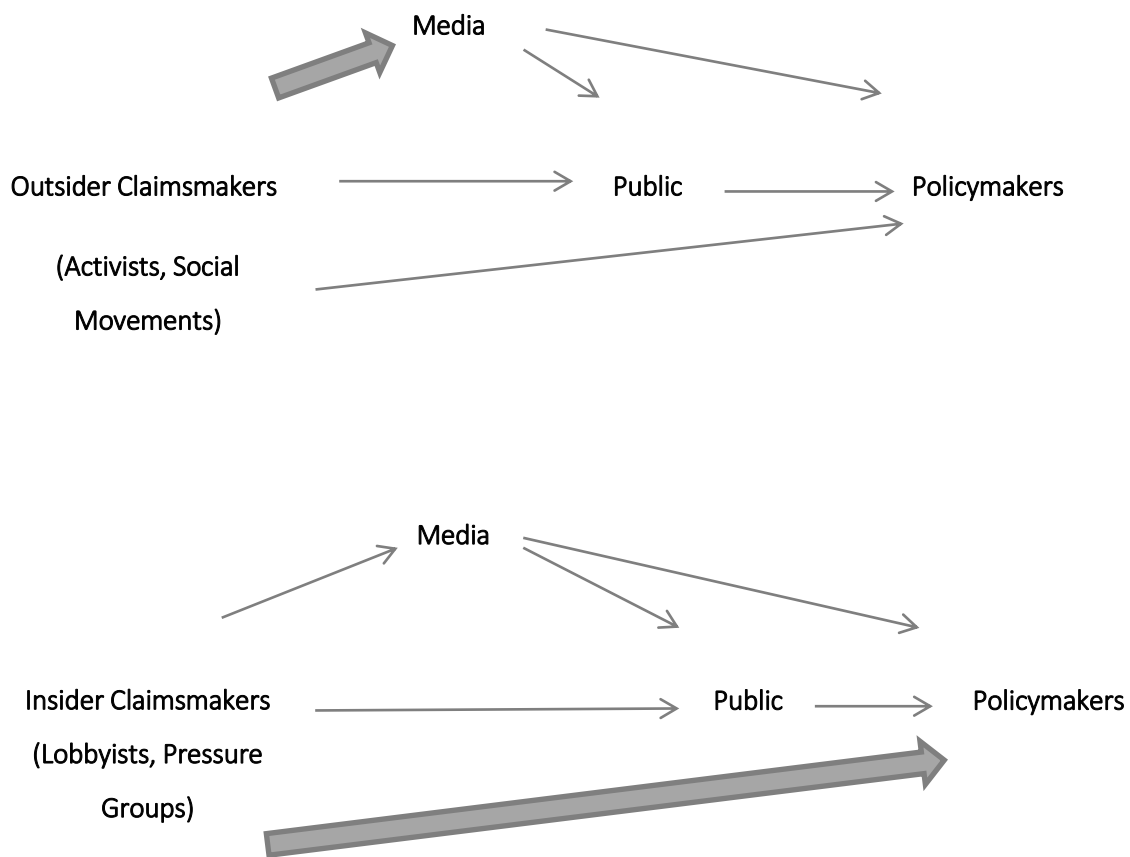 Media
Outsider Claimsmakers
Public
Policymakers
(Activists, Social
Movements)
Media
Insider Claimsmakers
Public
Policymakers
(Lobbyists, Pressure
Groups)